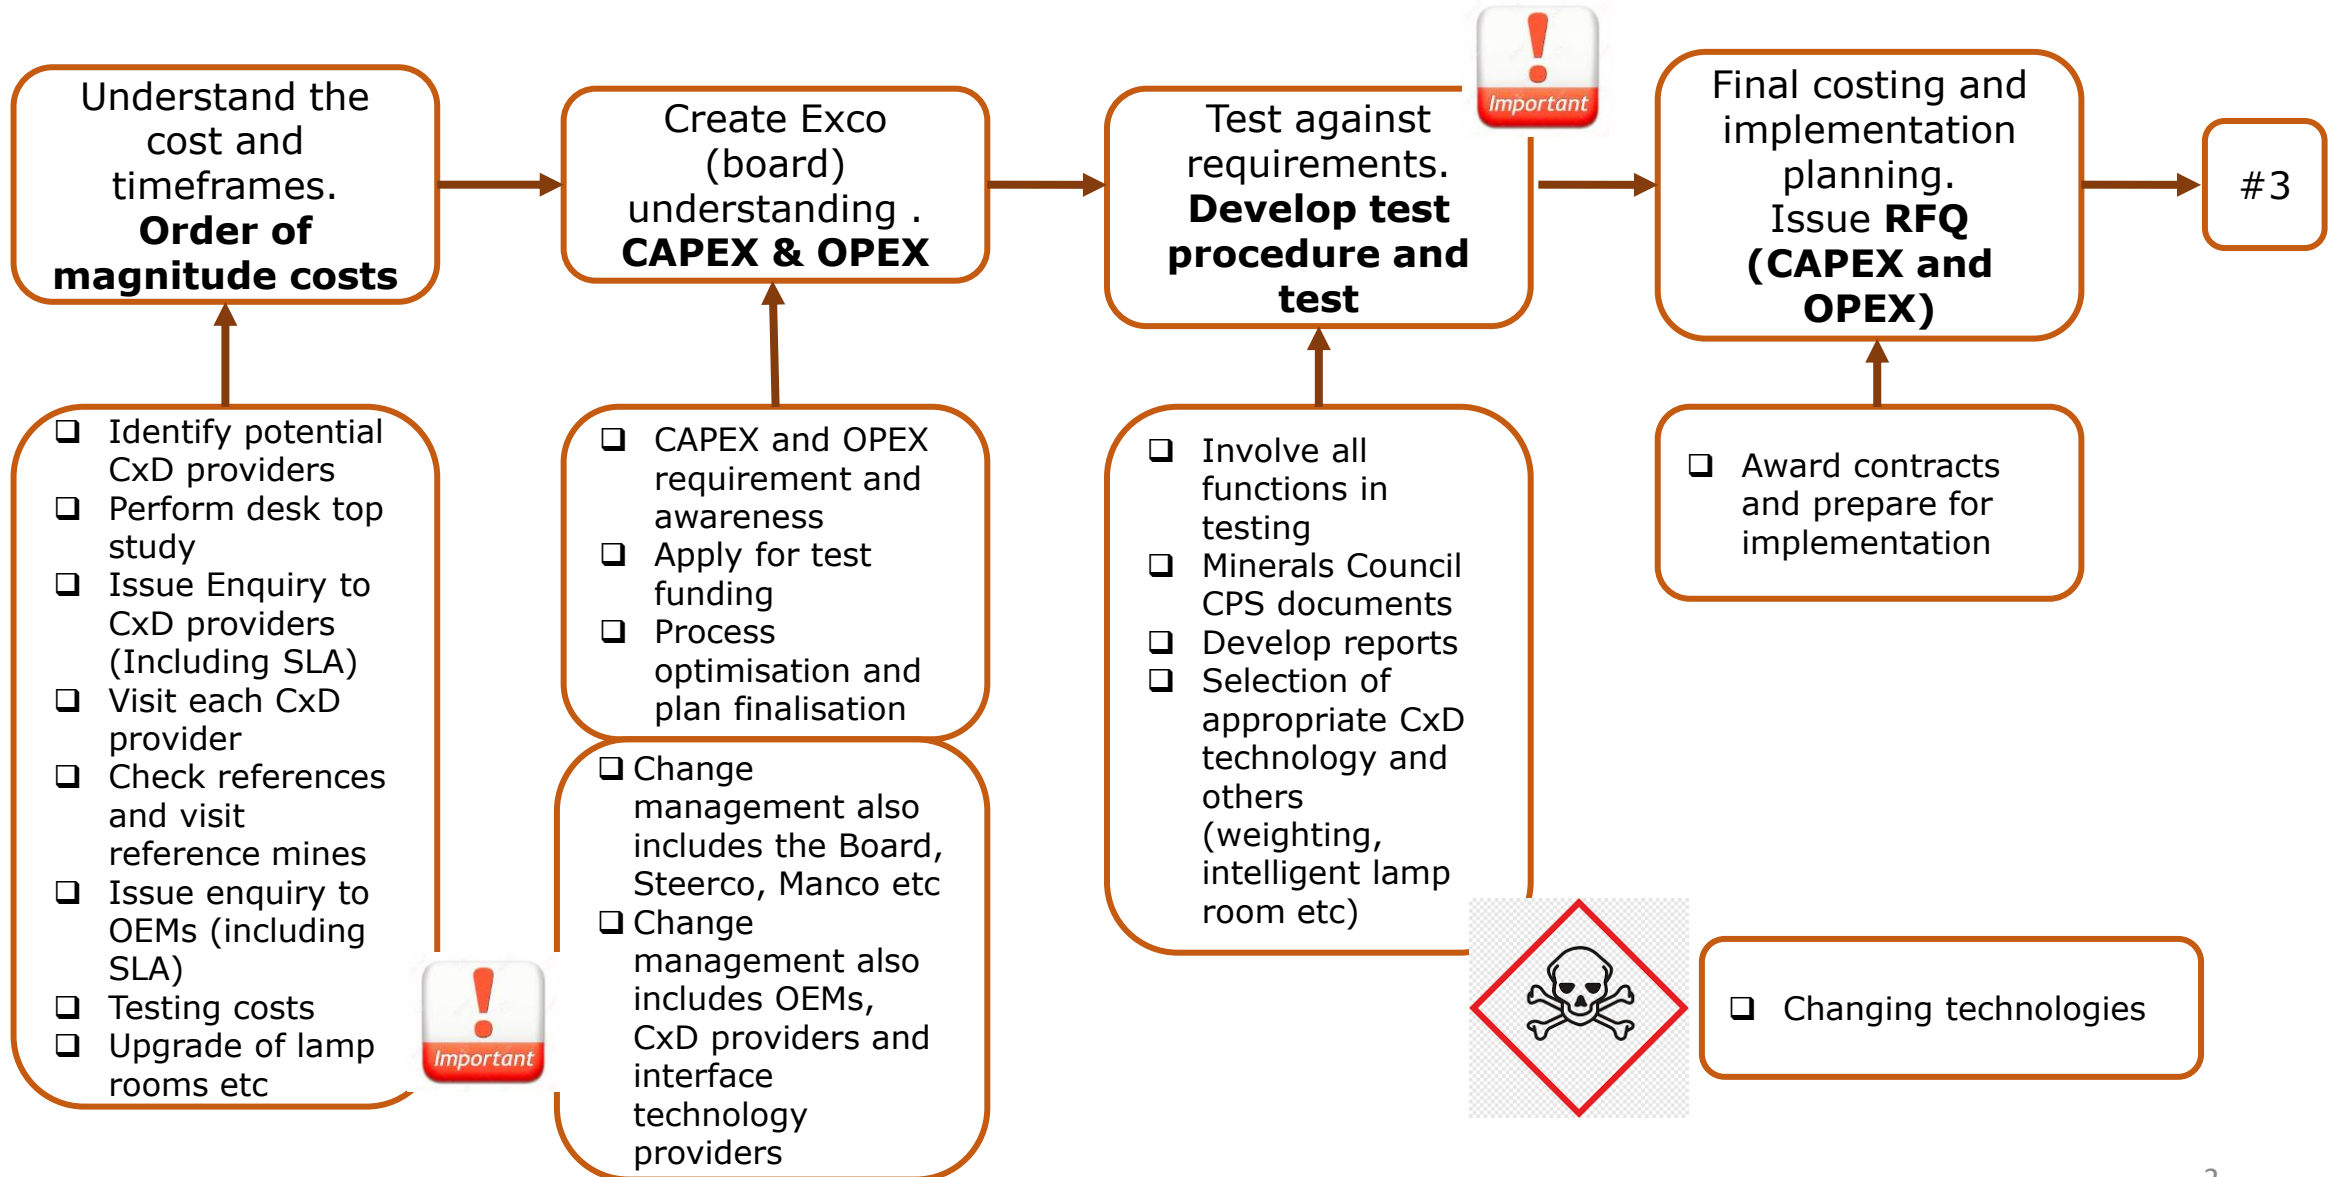 Understand the
cost and
timeframes.
Order of
magnitude costs
Create Exco
(board)
understanding .
CAPEX & OPEX
Test against
requirements.
Develop test
procedure and
test
Important
Final costing and
implementation
planning.
Issue RFQ
(CAPEX and
OPEX)
#3
Identify potential
CxD providers
Perform desk top
study
Issue Enquiry to
CxD providers
(Including SLA)
Visit each CxD
provider
Check references
and visit
reference mines
Issue enquiry to
OEMs (including
SLA)
Testing costs
Upgrade of lamp
rooms etc
Important
CAPEX and OPEX
requirement and
awareness
Apply for test
funding
Process
optimisation and
plan finalisation
Change
management also
includes the Board,
Steerco, Manco etc
Change
management also
includes OEMs,
CxD providers and
interface
technology
providers
Involve all
functions in
testing
Minerals Council
CPS documents
Develop reports
Selection of
appropriate CxD
technology and
others
(weighting,
intelligent lamp
room etc)
Award contracts
and prepare for
implementation
Changing technologies